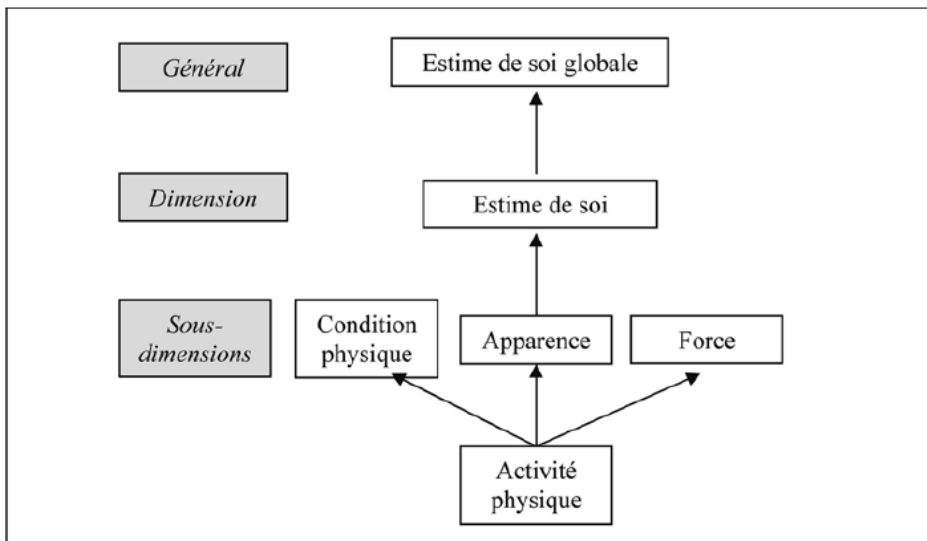 Général
Estime de soi globale
Dimension
Estime de soi
Sous-
dimensions
Condition
physique
Apparence
Force
Activité
physique